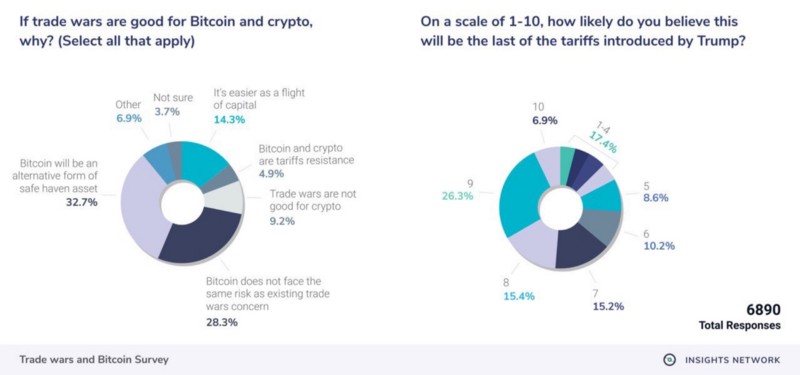 If trade wars are good for Bitcoin and crypto,
why? (Select all that apply)
On a scale of 1-10, how likely do you believe this
will be the last of the tariffs introduced by Trump?
Other
6.9%
Not sure
3.7%
It's easier as a flight
of capital
14.3%
Bitcoin and crypto
are tariffs resistance
4.9%
Trade wars are not
good for crypto
9.2%
Bitcoin does not face the
same risk as existing trade
wars concern
28.3%
Bitcoin will be an
alternative form of
safe haven asset
32.7%
10
6.9%
1-4
17.4%
5
8.6%
6
10.2%
7
15.2%
8
15.4%
9
26.3%
6890
Total Responses
Trade wars and Bitcoin Survey
INSIGHTS NETWORK